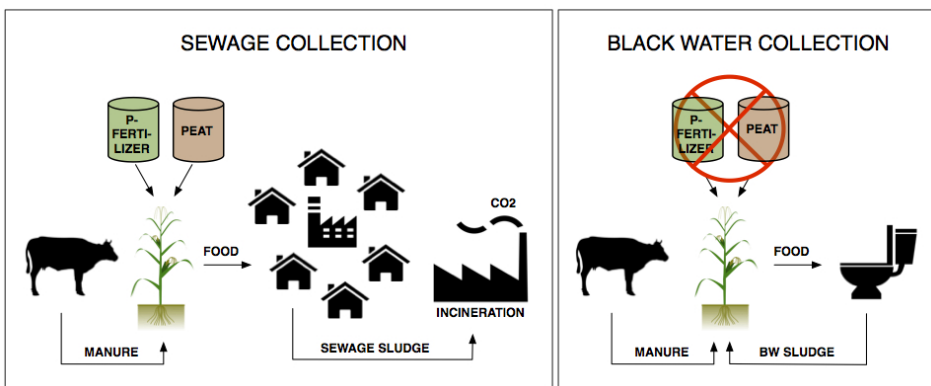 SEWAGE COLLECTION
P-
FERTI-
LIZER
PEAT
CO2
FOOD
INCINERATION
MANURE
SEWAGE SLUDGE
BLACK WATER COLLECTION
P-
FERTI-
LIZER
PEAT
FOOD
MANURE
BW SLUDGE